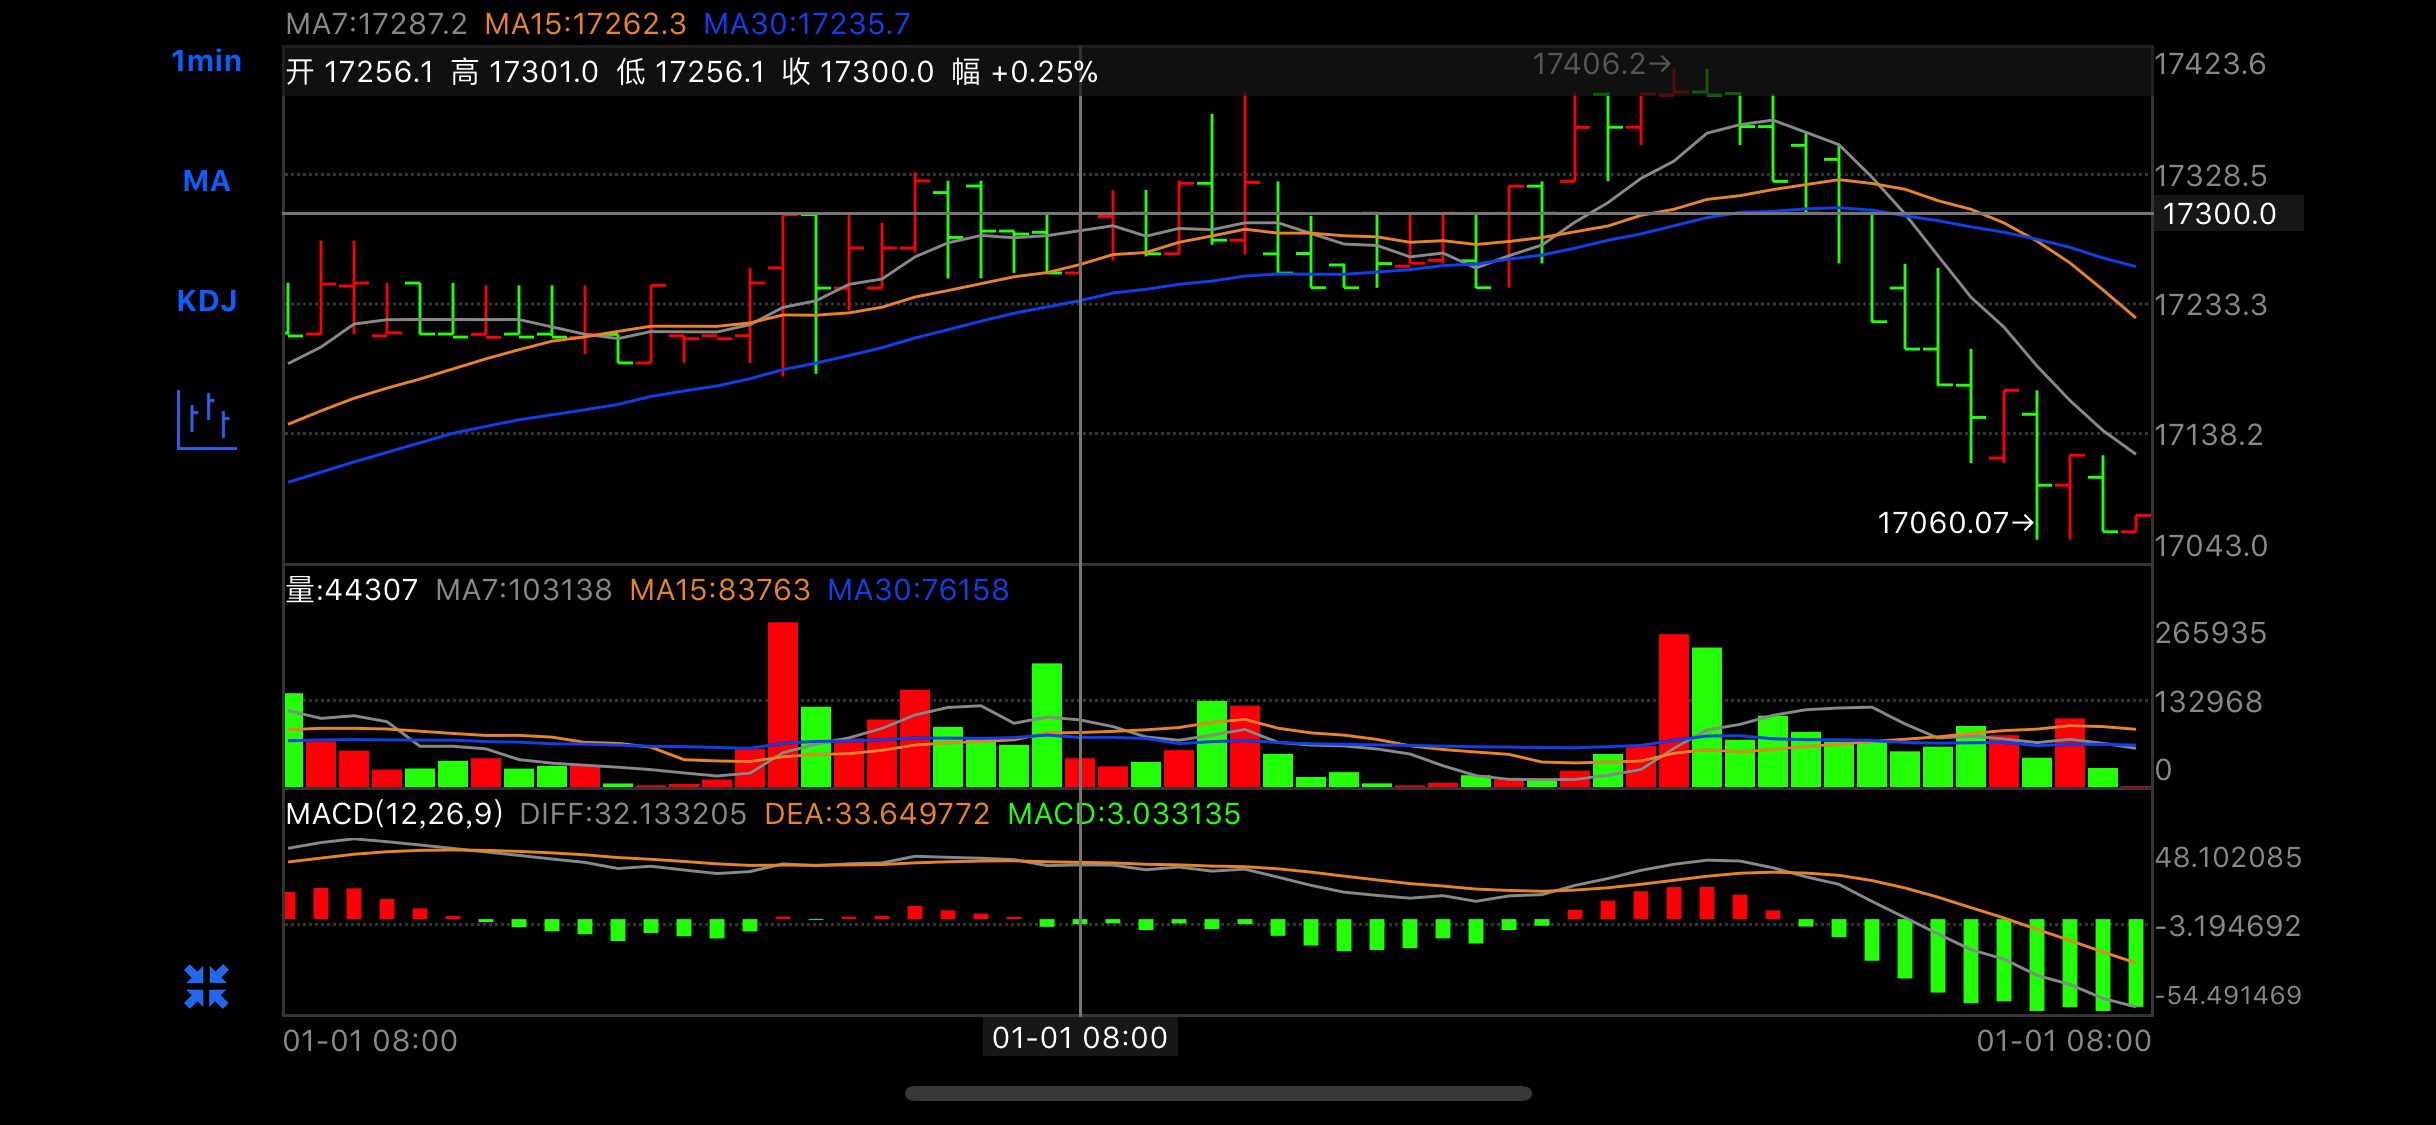 MA7:17287.2 MA15:17262.3 MA30:17235.7
1min
开 17256.1 高 17301.0 低 17256.1 收 17300.0 幅 +0.25%
17406.2→
17423.6
MA
17328.5
17300.0
KDJ
17233.3
17138.2
17060.07→
17043.0
量:44307 MA7:103138 MA15:83763 MA30:76158
265935
132968
0
MACD(12,26,9) DIFF:32.133205 DEA:33.649772 MACD:3.033135
48.102085
-3.194692
-54.491469
01-01 08:00 01-01 08:00 01-01 08:00